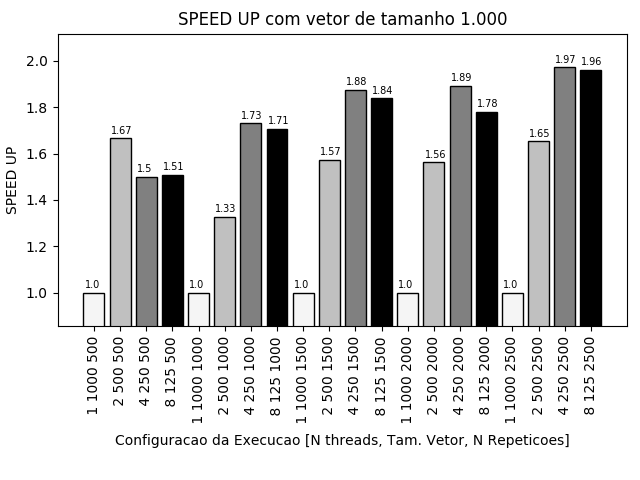 SPEED UP com vetor de tamanho 1.000
SPEED UP
2.0
1.8
1.6
1.4
1.2
1.0
1.0
1.67
1.5
1.51
1.0
1.33
1.73
1.71
1.0
1.57
1.88
1.84
1.0
1.56
1.89
1.78
1.0
1.65
1.97
1.96
1 1000 500
2 500 500
4 250 500
8 125 500
1 1000 1000
2 500 1000
4 250 1000
8 125 1000
1 1000 1500
2 500 1500
4 250 1500
8 125 1500
1 1000 2000
2 500 2000
4 250 2000
8 125 2000
1 1000 2500
2 500 2500
4 250 2500
8 125 2500
Configuracao da Execucao [N threads, Tam. Vetor, N Repeticoes]